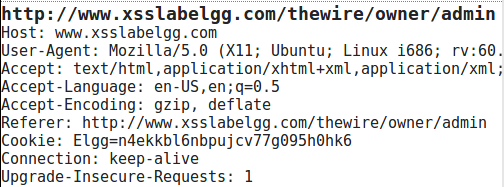 http://www.xsslabelgg.com/thewire/owner/admin
Host: www.xsslabelgg.com
User-Agent: Mozilla/5.0 (X11; Ubuntu; Linux i686; rv:60.
Accept: text/html,application/xhtml+xml,application/xml;
Accept-Language: en-US,en;q=0.5
Accept-Encoding: gzip, deflate
Referer: http://www.xsslabelgg.com/thewire/owner/admin
Cookie: Elgg=n4ekkbl6nbpujcv77g095h0hk6
Connection: keep-alive
Upgrade-Insecure-Requests: 1